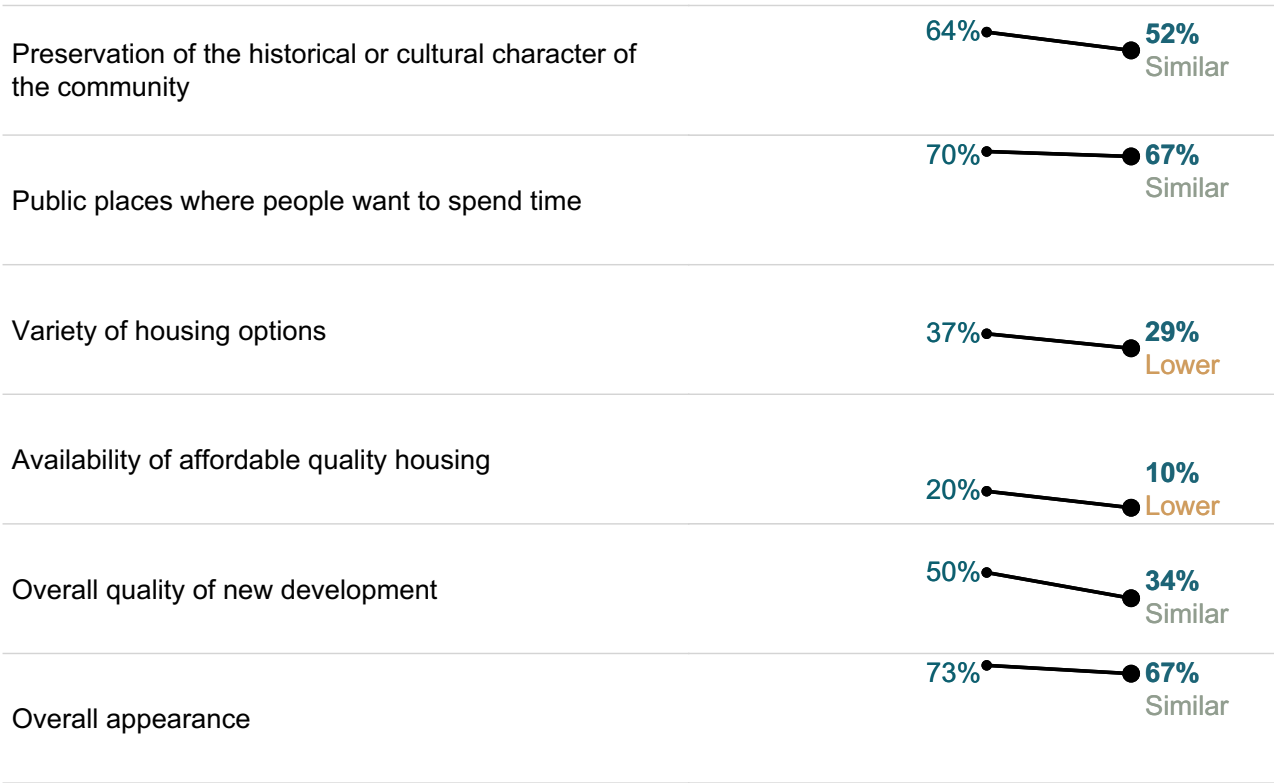 Preservation of the historical or cultural character of
the community
64%
52%
Similar
Public places where people want to spend time
70%
67%
Similar
Variety of housing options
37%
29%
Lower
Availability of affordable quality housing
20%
10%
Lower
Overall quality of new development
50%
34%
Similar
Overall appearance
73%
67%
Similar